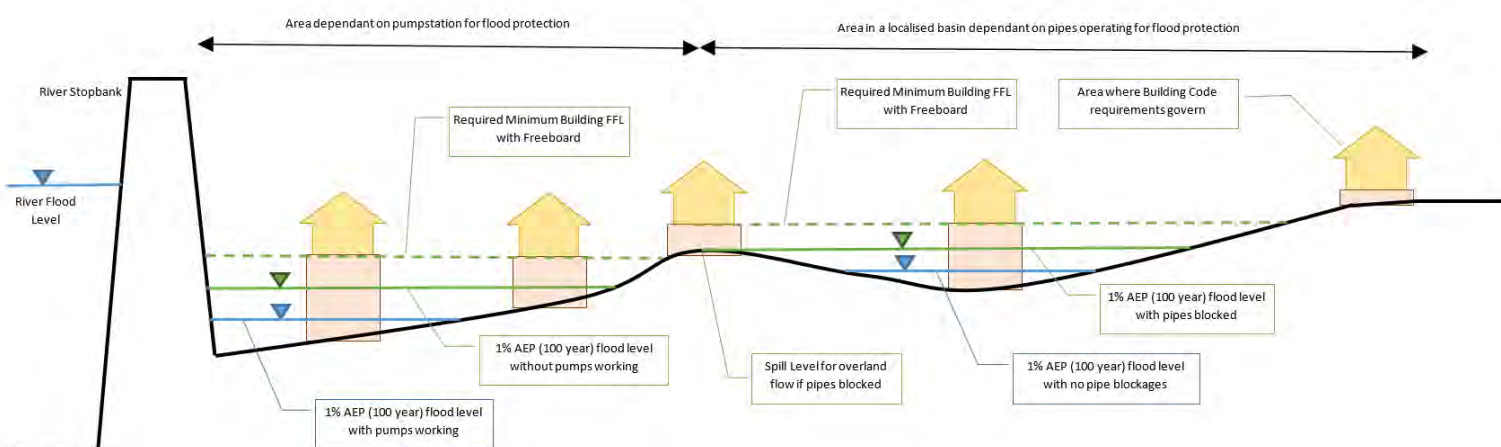 Area dependant on pumpstation for flood protection
Area in a localised basin dependant on pipes operating for flood protection
River Stopbank
Required Minimum Building FFL
with Freeboard
Required Minimum Building FFL
with Freeboard
Area where Building Code
requirements govern
River Flood
Level
1% AEP (100 year) flood level
with pipes blocked
1% AEP (100 year) flood level
without pumps working
Spill Level for overland
flow if pipes blocked
1% AEP (100 year) flood level
with no pipe blockages
1% AEP (100 year) flood level
with pumps working